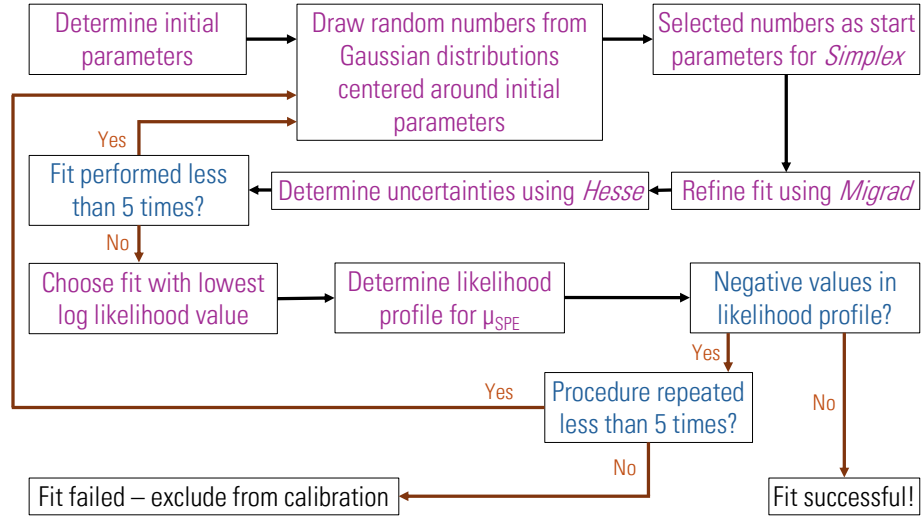 Determine initial
parameters
Draw random numbers from
Gaussian distributions
centered around initial
parameters
Selected numbers as start
parameters for Simplex
Yes
Fit performed less
than 5 times?
Determine uncertainties using Hesse
Refine fit using Migrad
No
Choose fit with lowest
log likelihood value
Determine likelihood
profile for μSPE
Negative values in
likelihood profile?
Yes
Yes
Procedure repeated
less than 5 times?
No
No
Fit failed – exclude from calibration
Fit successful!